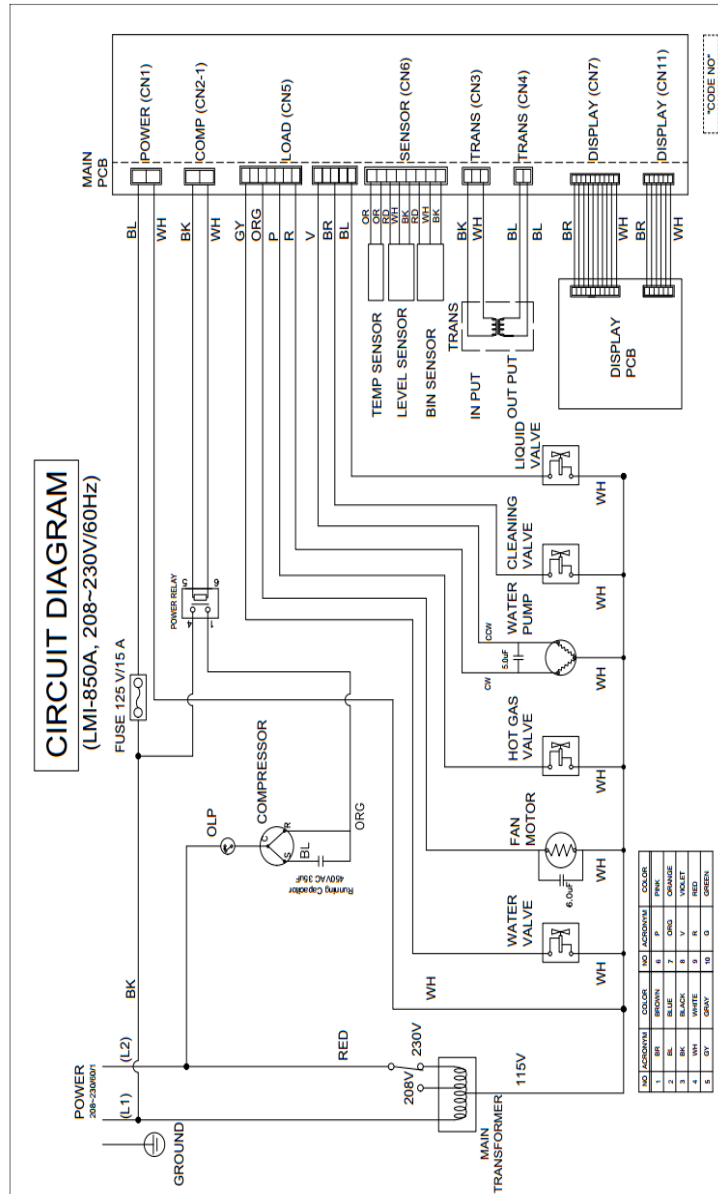 CIRCUIT DIAGRAM
(LMI-850A, 208~230V/60Hz)
"CODE NO"
MAIN
PCB
POWER (CN1)
COMP (CN2-1)
LOAD (CN5)
SENSOR (CN6)
TRANS (CN3)
TRANS (CN4)
DISPLAY (CN7)
DISPLAY (CN11)
BL
WH
BK
WH
GY
ORG
P
R
V
BR
BL
OR
OR
RD
WH
BK
RD
WH
BK
BK
WH
BL
BL
BR
WH
BR
WH
TEMP SENSOR
LEVEL SENSOR
BIN SENSOR
TRANS
IN PUT
OUT PUT
DISPLAY
PCB
FUSE 125 V/15 A
POWER RELAY
4
5
1
6
OLP
COMPRESSOR
C
S
R
BL
ORG
Running Capacitor
450VAC 35uF
WATER
VALVE
WH
FAN
MOTOR
6.0uF
WH
HOT GAS
VALVE
WH
WATER
PUMP
CW
CCW
5.0uF
WH
CLEANING
VALVE
WH
LIQUID
VALVE
WH
POWER
208~230/60/1
(L1)
(L2)
GROUND
BK
RED
WH
208V
230V
115V
MAIN
TRANSFORMER
NO ACRONYM COLOR NO ACRONYM COLOR
1 BR BROWN 6 P PINK
2 BL BLUE 7 ORG ORANGE
3 BK BLACK 8 V VIOLET
4 WH WHITE 9 R RED
5 GY GRAY 10 G GREEN